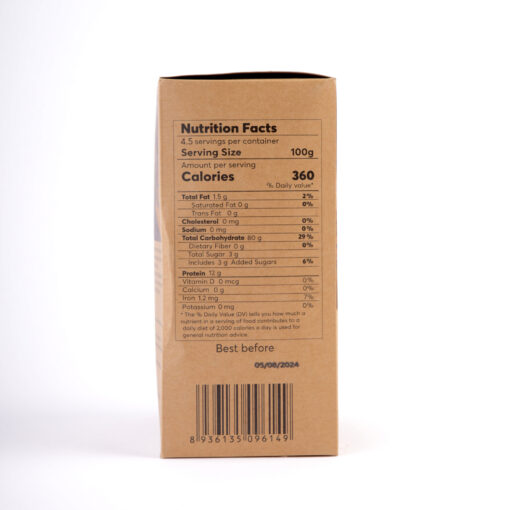 Nutrition Facts
4.5 servings per container
Serving Size 100g
Amount per serving
Calories 360
% Daily value*
Total Fat 1.5 g 2%
Saturated Fat 0 g 0%
Trans Fat 0 g
Cholesterol 0 mg 0%
Sodium 0 mg 0%
Total Carbohydrate 80 g 29%
Dietary Fiber 0 g 0%
Total Sugar 3 g
Includes 3 g Added Sugars 6%
Protein 12 g
Vitamin D 0 mcg 0%
Calcium 0 g 0%
Iron 1.2 mg 7%
Potassium 0 mg 0%
* The % Daily Value (DV) tells you how much a
nutrient in a serving of food contributes to a
daily diet of 2,000 calories a day is used for
general nutrition advice.
Best before
05/08/2024
8 936135 096149